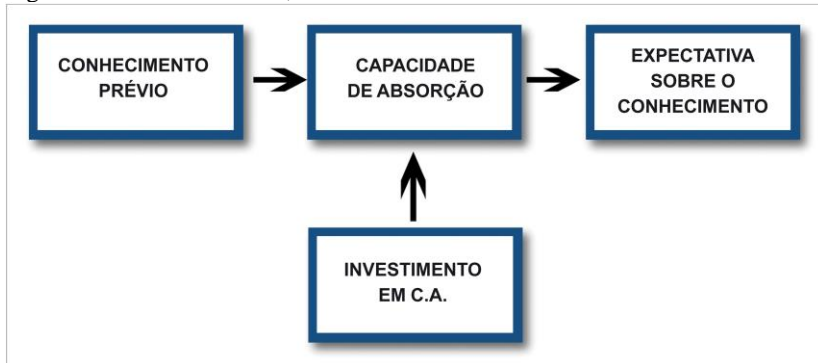 CONHECIMENTO
PRÉVIO
CAPACIDADE
DE ABSORÇÃO
EXPECTATIVA
SOBRE O
CONHECIMENTO
INVESTIMENTO
EM C.A.